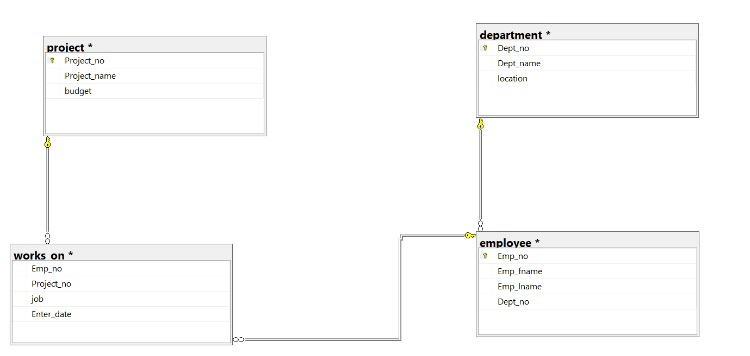 project *
Project_no
Project_name
budget
department *
Dept_no
Dept_name
location
works_on *
Emp_no
Project_no
job
Enter_date
employee *
Emp_no
Emp_fname
Emp_lname
Dept_no